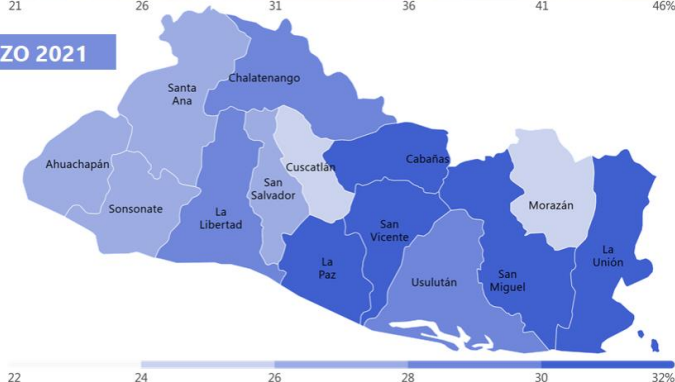 21 26 31 36 41 46%
ZO 2021
Chalatenango
Santa
Ana
Cabañas
Ahuachapán
Cuscatlán
San
Salvador
Sonsonate
La
Libertad
Morazán
San
Vicente
La
Unión
La
Paz
Usulután
San
Miguel
22 24 26 28 30 32%